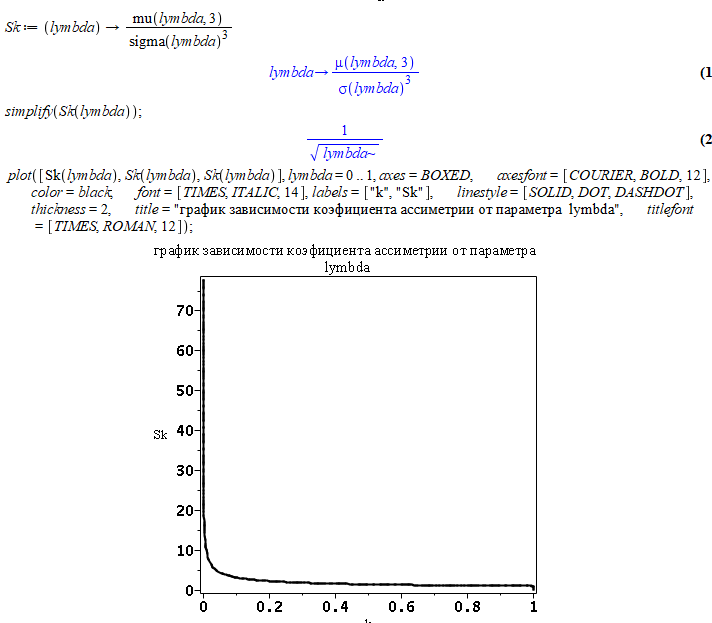 Sk := (lymbda) → mu(lymbda, 3) / sigma(lymbda)^3
lymbda → μ(lymbda, 3) / σ(lymbda)^3 (1
simplify(Sk(lymbda));
1 / √lymbda~ (2
plot([Sk(lymbda), Sk(lymbda), Sk(lymbda)], lymbda = 0 .. 1, axes = BOXED, axesfont = [COURIER, BOLD, 12],
color = black, font = [TIMES, ITALIC, 14], labels = ["k", "Sk"], linestyle = [SOLID, DOT, DASHDOT],
thickness = 2, title = "график зависимости коэфициента ассиметрии от параметра lymbda", titlefont
= [TIMES, ROMAN, 12]);
график зависимости коэфициента ассиметрии от параметра
lymbda
70
60
50
40
Sk
30
20
10
0
0 0.2 0.4 0.6 0.8 1